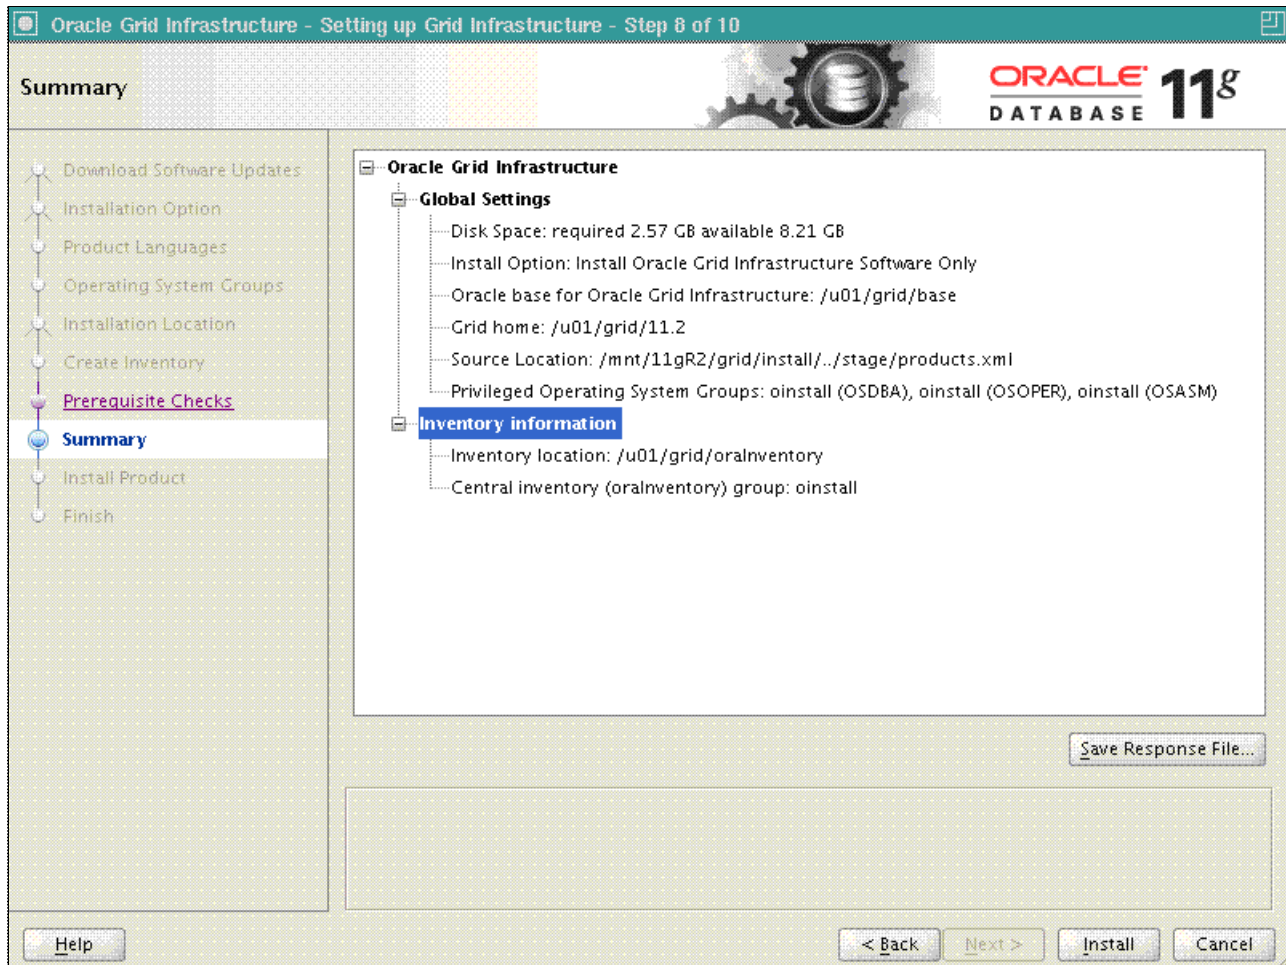 Oracle Grid Infrastructure - Setting up Grid Infrastructure - Step 8 of 10
Summary
ORACLE
DATABASE
11g
Download Software Updates
Installation Option
Product Languages
Operating System Groups
Installation Location
Create Inventory
Prerequisite Checks
Summary
Install Product
Finish
Oracle Grid Infrastructure
Global Settings
Disk Space: required 2.57 GB available 8.21 GB
Install Option: Install Oracle Grid Infrastructure Software Only
Oracle base for Oracle Grid Infrastructure: /u01/grid/base
Grid home: /u01/grid/11.2
Source Location: /mnt/11gR2/grid/install/../stage/products.xml
Privileged Operating System Groups: oinstall (OSDBA), oinstall (OSOPER), oinstall (OSASM)
Inventory information
Inventory location: /u01/grid/oraInventory
Central inventory (oraInventory) group: oinstall
Save Response File...
Help
< Back
Next >
Install
Cancel